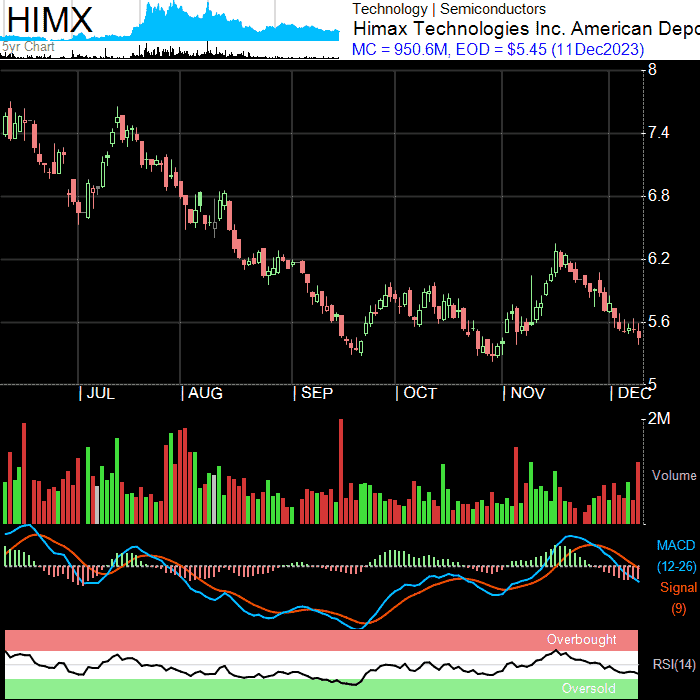 HIMX
5yr Chart
Technology | Semiconductors
Himax Technologies Inc. American Depo
MC = 950.6M, EOD = $5.45 (11Dec2023)
8
7.4
6.8
6.2
5.6
5
| JUL | AUG | SEP | OCT | NOV | DEC
2M
Volume
MACD
(12-26)
Signal
(9)
Overbought
RSI(14)
Oversold